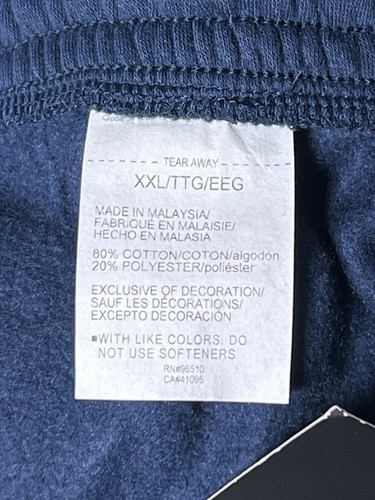 TEAR AWAY
XXL/TTG/EEG
MADE IN MALAYSIA/
FABRIQUÉ EN MALAISIE/
HECHO EN MALASIA
80% COTTON/COTON/algodón
20% POLYESTER/poliéster
EXCLUSIVE OF DECORATION/
SAUF LES DÉCORATIONS/
EXCEPTO DECORACIÓN
■WITH LIKE COLORS. DO
NOT USE SOFTENERS
RN#96510
CA#41095